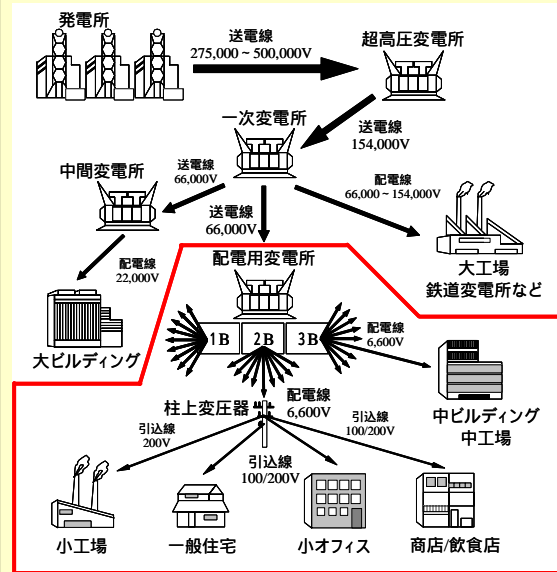 発電所
送電線
275,000~500,000V
超高圧変電所
一次変電所
送電線
154,000V
中間変電所
送電線
66,000V
送電線
66,000V
配電線
66,000~154,000V
大工場
鉄道変電所など
配電線
22,000V
配電用変電所
大ビルディング
1B 2B 3B
配電線
6,600V
柱上変圧器
配電線
6,600V
中ビルディング
中工場
引込線
200V
引込線
100/200V
引込線
100/200V
小工場
一般住宅
小オフィス
商店/飲食店